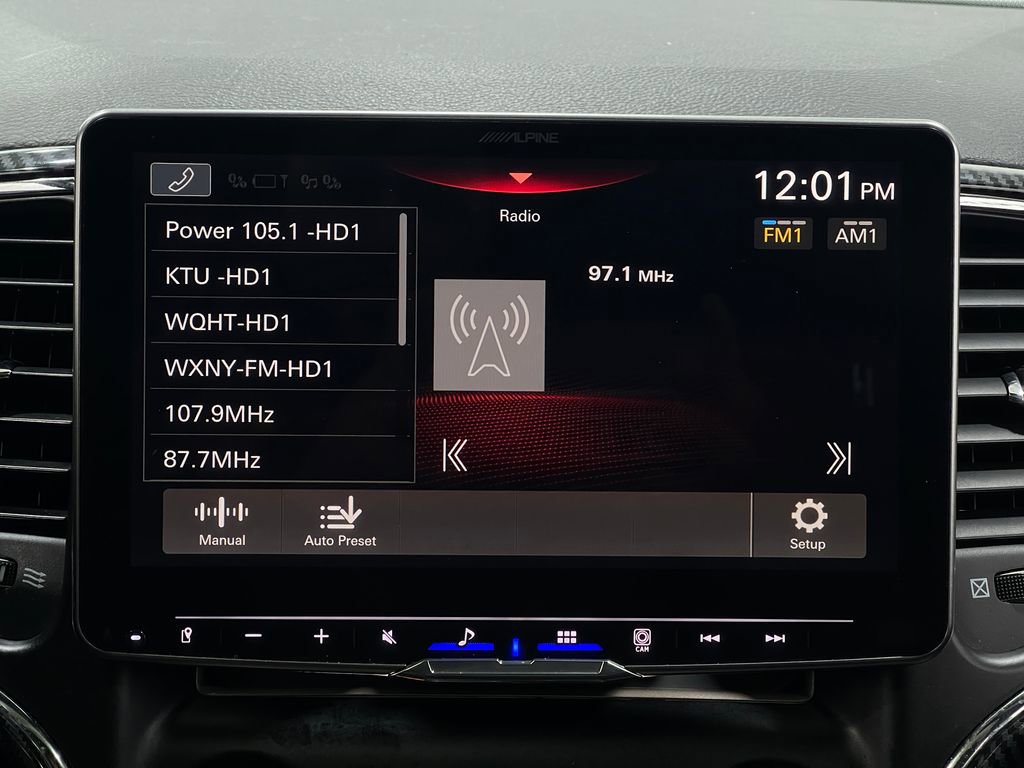 ALPINE
12:01 PM
Radio
FM1
AM1
97.1 MHz
Power 105.1 -HD1
KTU -HD1
WQHT-HD1
WXNY-FM-HD1
107.9MHz
87.7MHz
Manual
Auto Preset
Setup
CAM